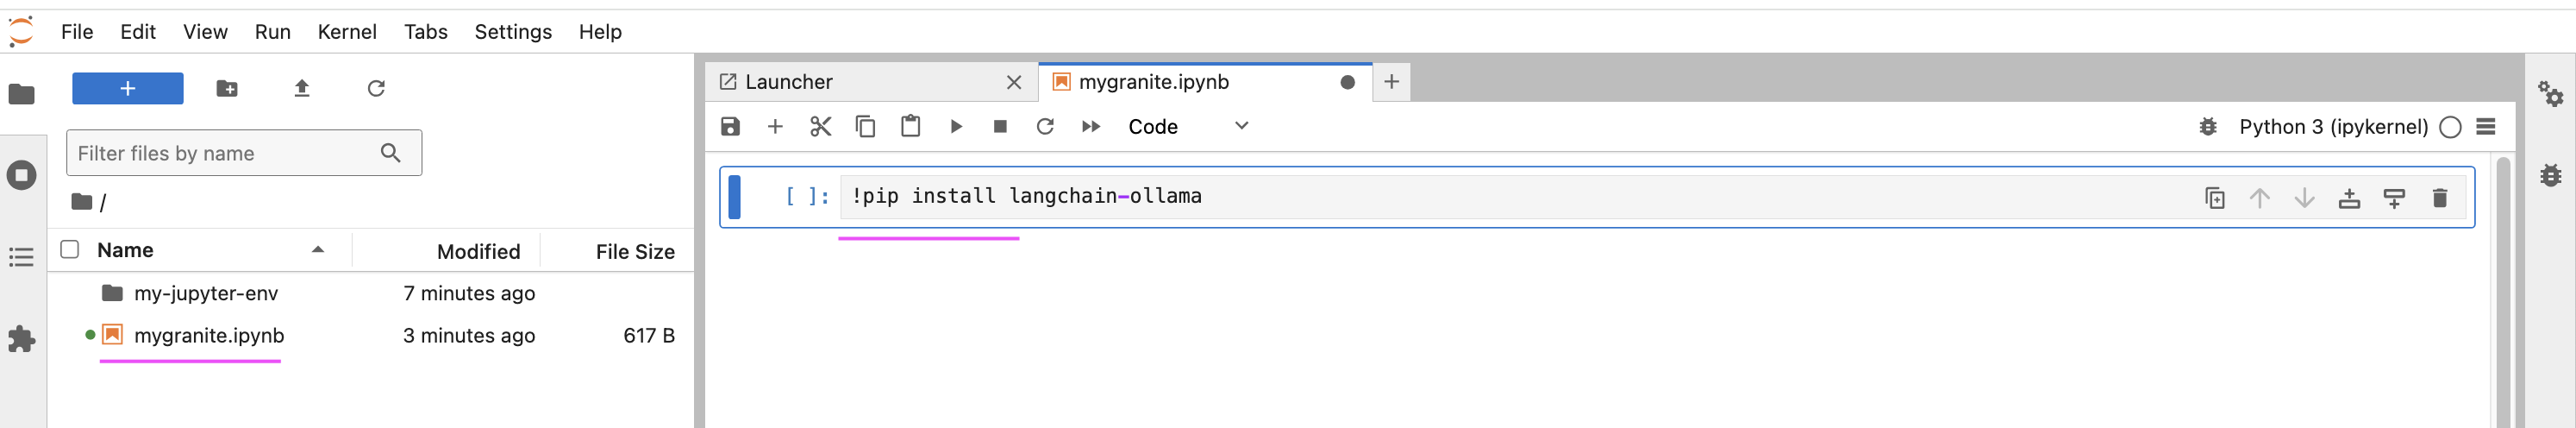 File Edit View Run Kernel Tabs Settings Help
Launcher mygranite.ipynb
Filter files by name
Code Python 3 (ipykernel)
/
[ ]: !pip install langchain-ollama
Name Modified File Size
my-jupyter-env 7 minutes ago
mygranite.ipynb 3 minutes ago 617 B